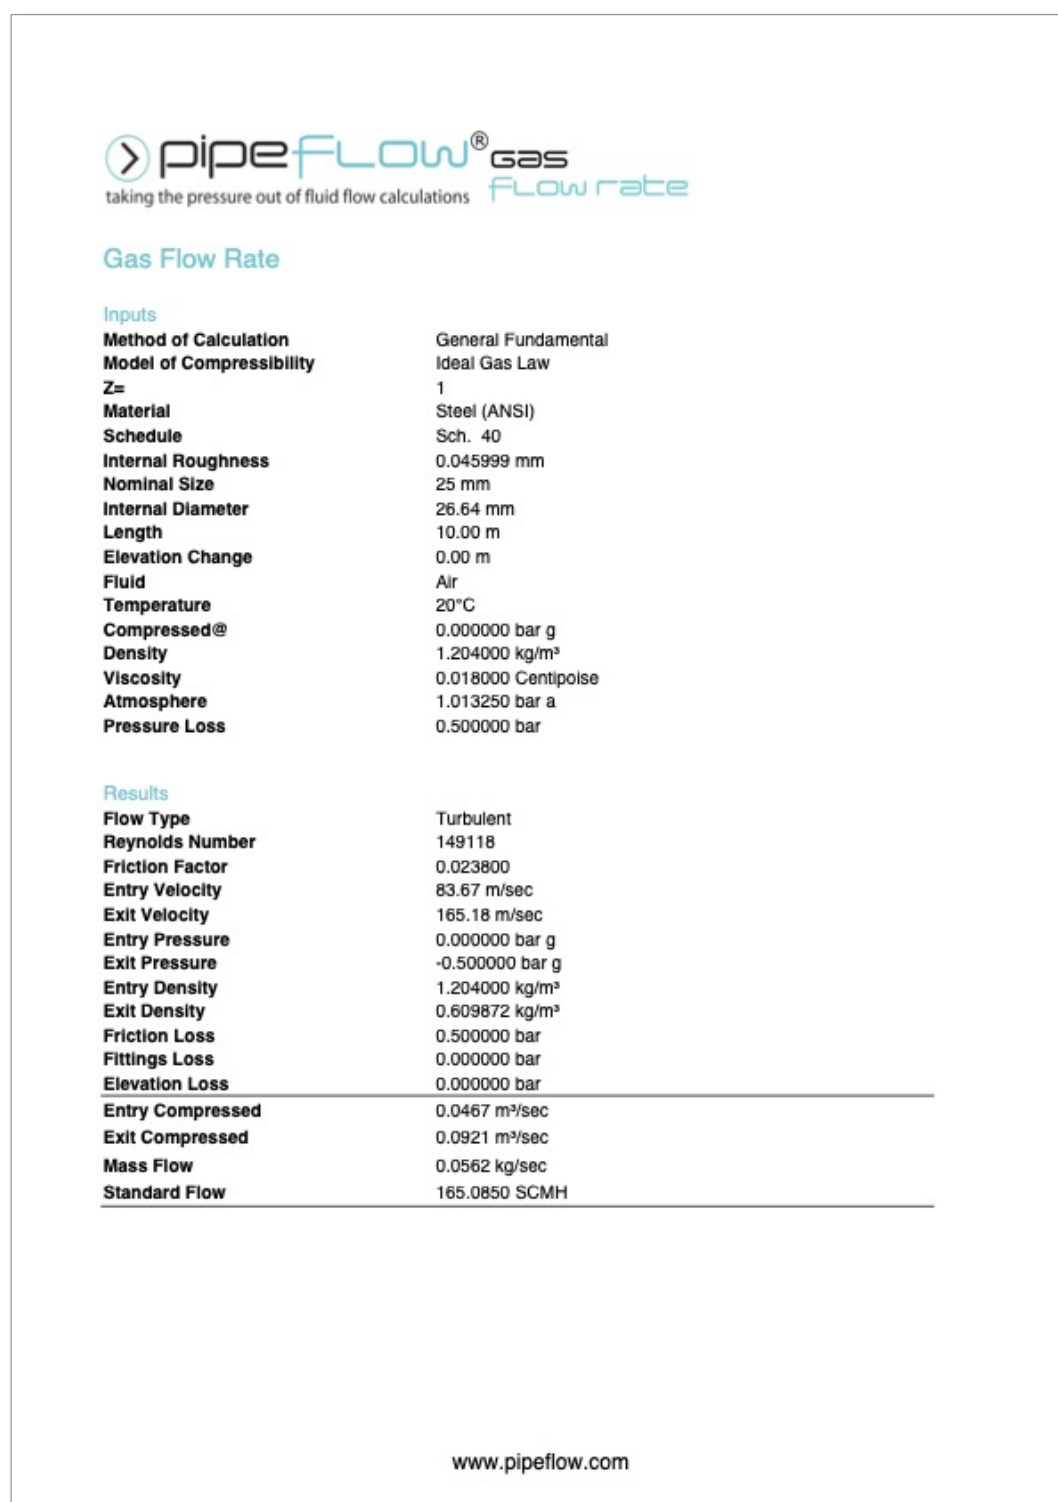 pipeFLOW® Gas
FLOW rate
taking the pressure out of fluid flow calculations
Gas Flow Rate
Inputs
Method of Calculation General Fundamental
Model of Compressibility Ideal Gas Law
Z= 1
Material Steel (ANSI)
Schedule Sch. 40
Internal Roughness 0.045999 mm
Nominal Size 25 mm
Internal Diameter 26.64 mm
Length 10.00 m
Elevation Change 0.00 m
Fluid Air
Temperature 20°C
Compressed@ 0.000000 bar g
Density 1.204000 kg/m³
Viscosity 0.018000 Centipoise
Atmosphere 1.013250 bar a
Pressure Loss 0.500000 bar
Results
Flow Type Turbulent
Reynolds Number 149118
Friction Factor 0.023800
Entry Velocity 83.67 m/sec
Exit Velocity 165.18 m/sec
Entry Pressure 0.000000 bar g
Exit Pressure -0.500000 bar g
Entry Density 1.204000 kg/m³
Exit Density 0.609872 kg/m³
Friction Loss 0.500000 bar
Fittings Loss 0.000000 bar
Elevation Loss 0.000000 bar
Entry Compressed 0.0467 m³/sec
Exit Compressed 0.0921 m³/sec
Mass Flow 0.0562 kg/sec
Standard Flow 165.0850 SCMH
www.pipeflow.com